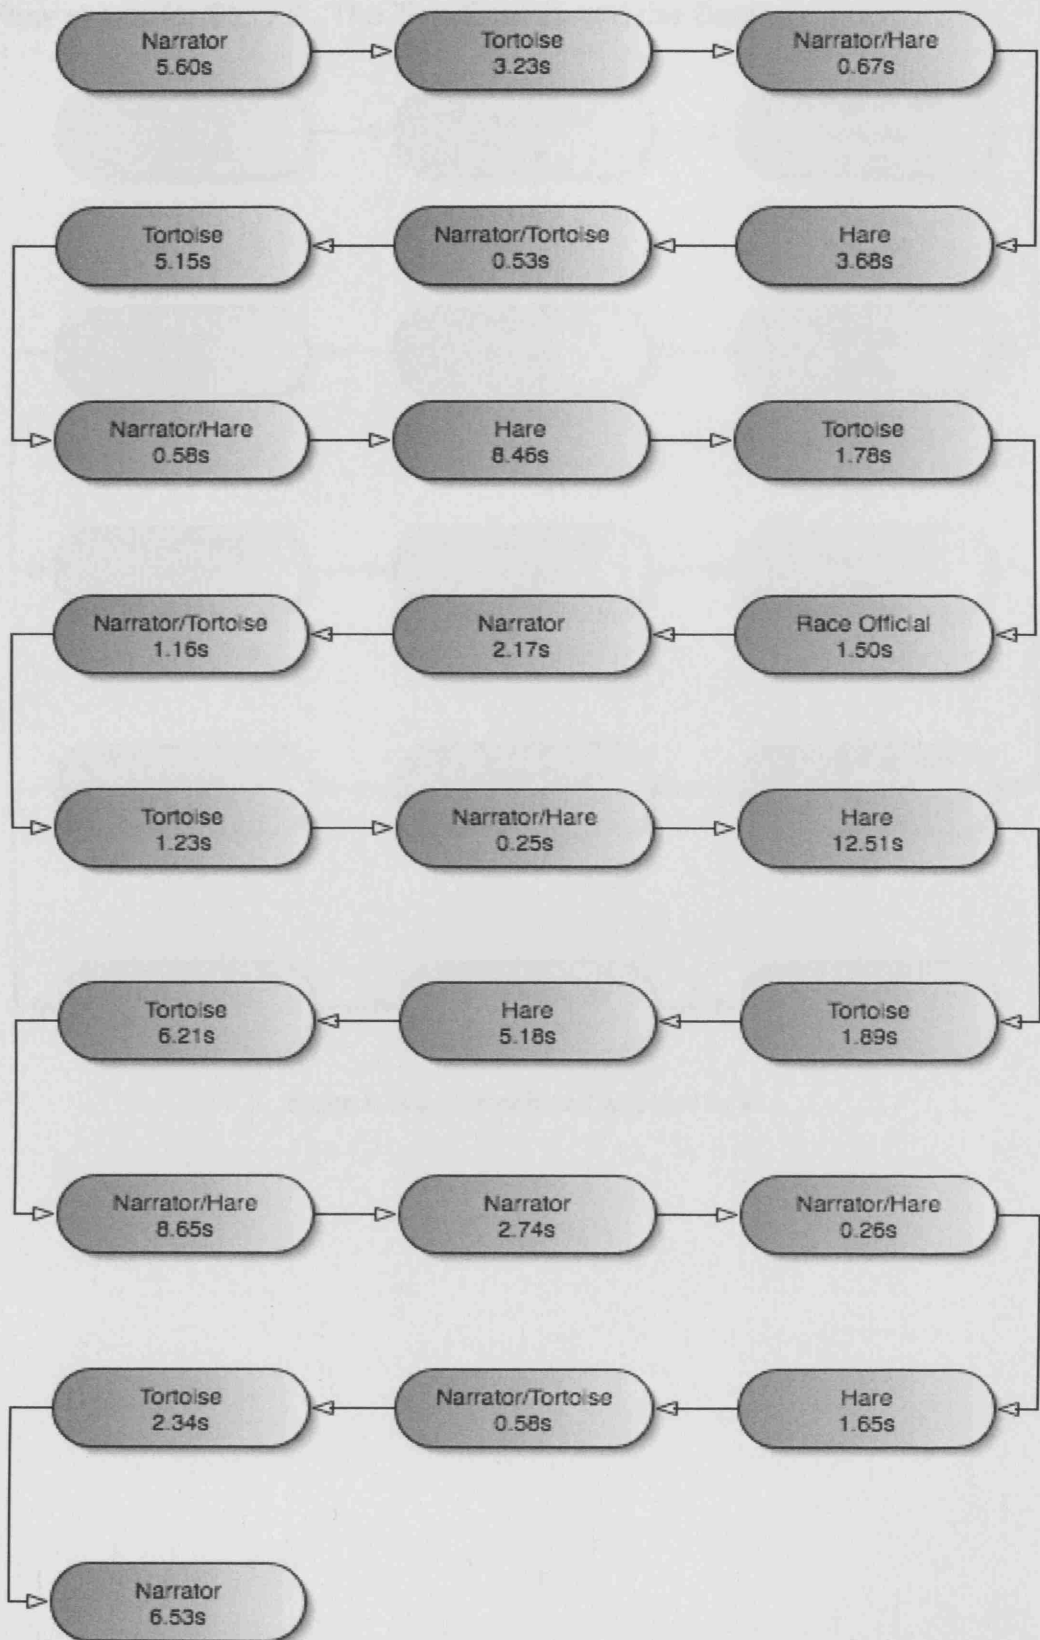 Narrator
5.60s
Tortoise
3.23s
Narrator/Hare
0.67s
Hare
3.68s
Narrator/Tortoise
0.53s
Tortoise
5.15s
Narrator/Hare
0.58s
Hare
8.46s
Tortoise
1.78s
Race Official
1.50s
Narrator
2.17s
Narrator/Tortoise
1.16s
Tortoise
1.23s
Narrator/Hare
0.25s
Hare
12.51s
Tortoise
1.89s
Hare
5.18s
Tortoise
6.21s
Narrator/Hare
8.65s
Narrator
2.74s
Narrator/Hare
0.26s
Hare
1.65s
Narrator/Tortoise
0.58s
Tortoise
2.34s
Narrator
6.53s